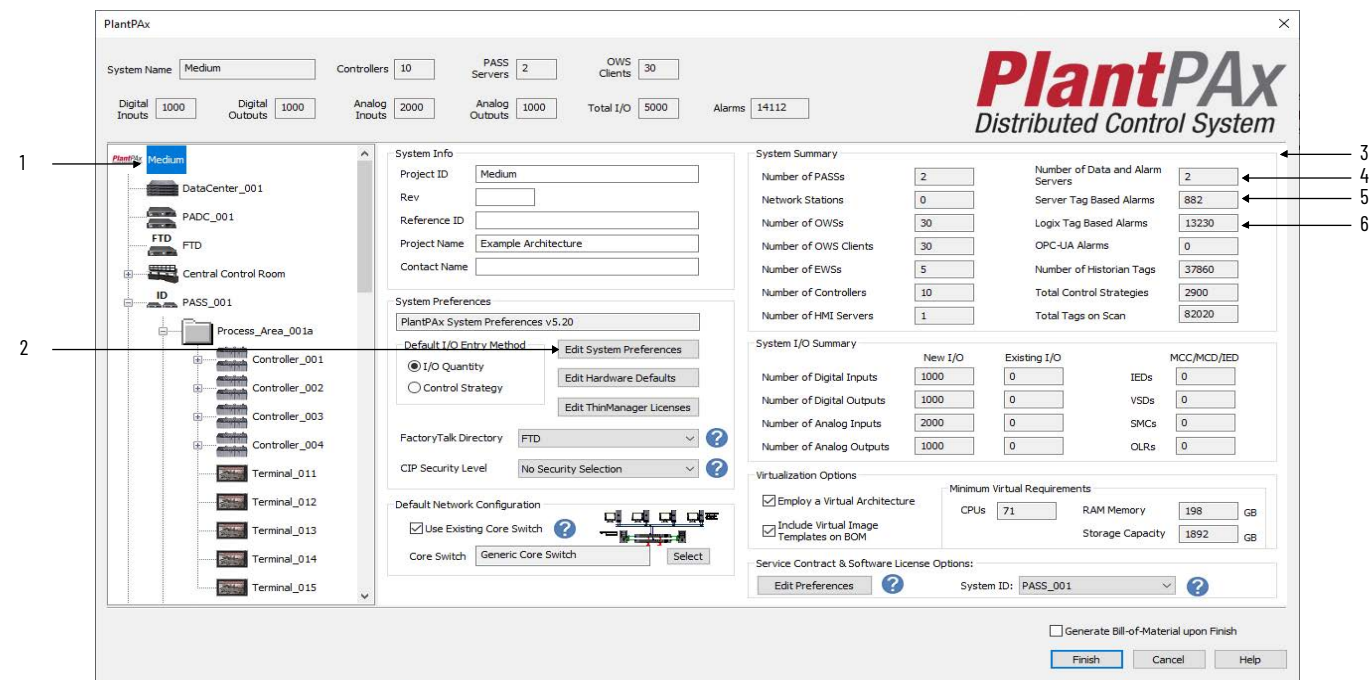 PlantPAx
System Name Medium Controllers 10 PASS Servers 2 OWS Clients 30
Digital Inputs 1000 Digital Outputs 1000 Analog Inputs 2000 Analog Outputs 1000 Total I/O 5000 Alarms 14112
PlantPAx
Distributed Control System
1
PlantPAx Medium
DataCenter_001
PADC_001
FTD FTD
Central Control Room
ID PASS_001
Process_Area_001a
2
Controller_001
Controller_002
Controller_003
Controller_004
Terminal_011
Terminal_012
Terminal_013
Terminal_014
Terminal_015
System Info
Project ID Medium
Rev
Reference ID
Project Name Example Architecture
Contact Name
System Preferences
PlantPAx System Preferences v5.20
Default I/O Entry Method
I/O Quantity
Control Strategy
Edit System Preferences
Edit Hardware Defaults
Edit ThinManager Licenses
FactoryTalk Directory FTD ?
CIP Security Level No Security Selection ?
Default Network Configuration
Use Existing Core Switch ?
Core Switch Generic Core Switch Select
System Summary 3
Number of PASSs 2 Number of Data and Alarm Servers 2 4
Network Stations 0 Server Tag Based Alarms 882 5
Number of OWSs 30 Logix Tag Based Alarms 13230 6
Number of OWS Clients 30 OPC-UA Alarms 0
Number of EWSs 5 Number of Historian Tags 37860
Number of Controllers 10 Total Control Strategies 2900
Number of HMI Servers 1 Total Tags on Scan 82020
System I/O Summary
New I/O Existing I/O MCC/MCD/IED
Number of Digital Inputs 1000 0 IEDs 0
Number of Digital Outputs 1000 0 VSDs 0
Number of Analog Inputs 2000 0 SMCs 0
Number of Analog Outputs 1000 0 OLRs 0
Virtualization Options
Employ a Virtual Architecture
Include Virtual Image Templates on BOM
Minimum Virtual Requirements
CPUs 71 RAM Memory 198 GB
Storage Capacity 1892 GB
Service Contract & Software License Options:
Edit Preferences ? System ID: PASS_001 ?
Generate Bill-of-Material upon Finish
Finish Cancel Help